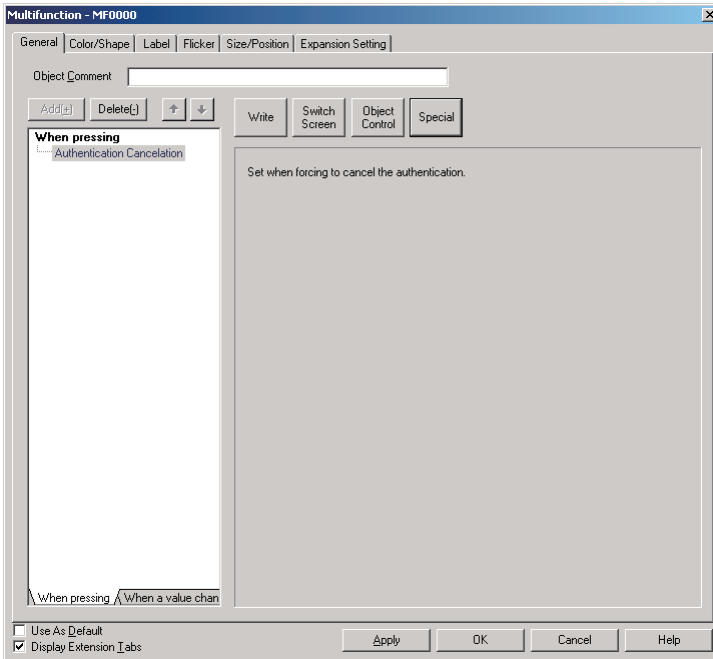 Multifunction - MF0000
General Color/Shape Label Flicker Size/Position Expansion Setting
Object Comment
Add(+) Delete(-)
Write Switch Screen Object Control Special
When pressing
Authentication Cancelation
Set when forcing to cancel the authentication.
When pressing When a value chan
Use As Default
Display Extension Tabs
Apply OK Cancel Help